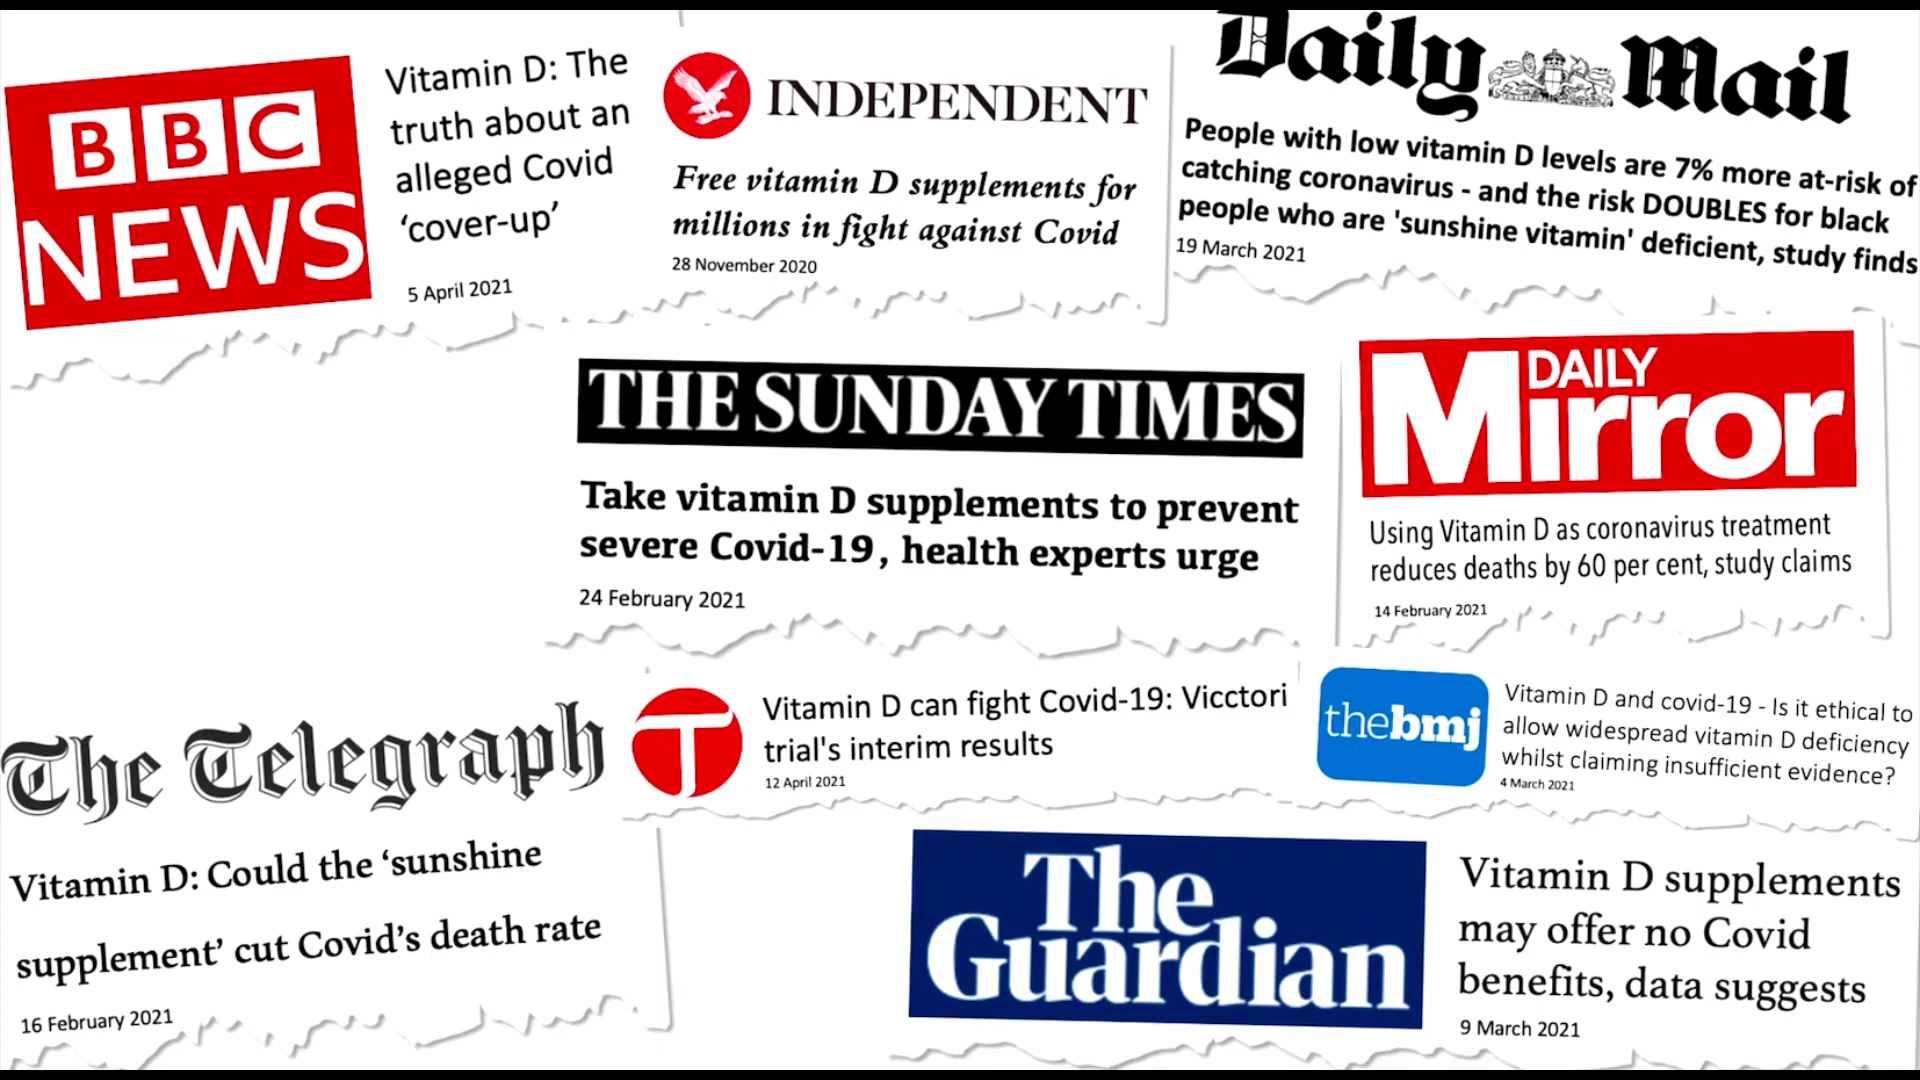 BBC
NEWS
Vitamin D: The
truth about an
alleged Covid
‘cover-up’
5 April 2021
INDEPENDENT
Free vitamin D supplements for
millions in fight against Covid
28 November 2020
Daily Mail
People with low vitamin D levels are 7% more at-risk of
catching coronavirus - and the risk DOUBLES for black
people who are 'sunshine vitamin' deficient, study finds
19 March 2021
THE SUNDAY TIMES
Take vitamin D supplements to prevent
severe Covid-19, health experts urge
24 February 2021
DAILY
Mirror
Using Vitamin D as coronavirus treatment
reduces deaths by 60 per cent, study claims
14 February 2021
The Telegraph
Vitamin D: Could the ‘sunshine
supplement’ cut Covid’s death rate
16 February 2021
T
Vitamin D can fight Covid-19: Vicctori
trial's interim results
12 April 2021
thebmj
Vitamin D and covid-19 - Is it ethical to
allow widespread vitamin D deficiency
whilst claiming insufficient evidence?
4 March 2021
The
Guardian
Vitamin D supplements
may offer no Covid
benefits, data suggests
9 March 2021